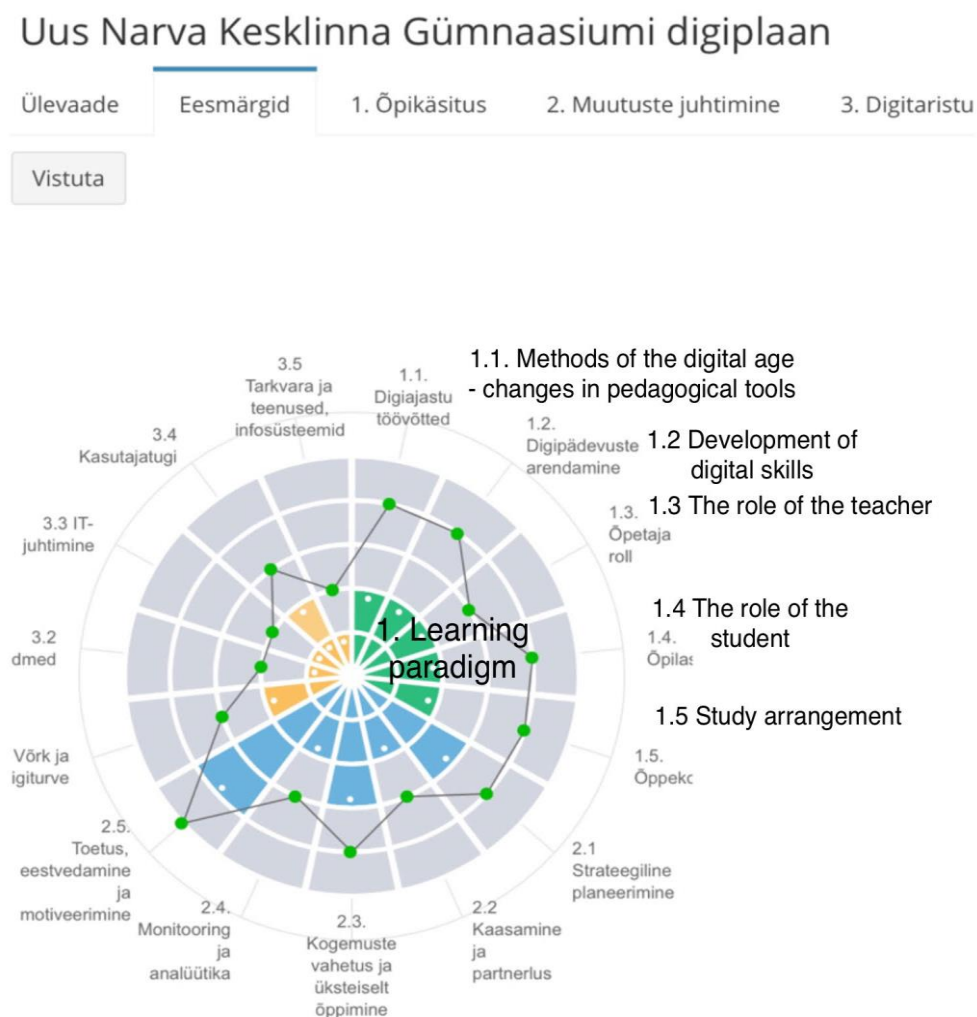 Uus Narva Kesklinna Gümnaasiumi digiplaan
Ülevaade
Eesmärgid
1. Õpikäsitus
2. Muutuste juhtimine
3. Digitaristu
Vistuta
3.5
Tarkvara ja
teenused,
infosüsteemid
1.1.
Digiajastu
töövõtted
1.1. Methods of the digital age
- changes in pedagogical tools
1.2.
Digipädevuste
arendamine
1.2 Development of
digital skills
1.3 The role of the teacher
1.3.
Õpetaja
roll
1.4 The role of the
student
1.4.
Õpilas
1. Learning
paradigm
1.5 Study arrangement
1.5.
Õppekc
2.1
Strateegiline
planeerimine
2.2
Kaasamine
ja
partnerlus
2.3.
Kogemuste
vahetus ja
üksteiselt
õppimine
2.4.
Monitooring
ja
analüütika
2.5.
Toetus,
eestvedamine
ja
motiveerimine
Võrk ja
igiturve
3.2
dmed
3.3 IT-
juhtimine
3.4
Kasutajatugi